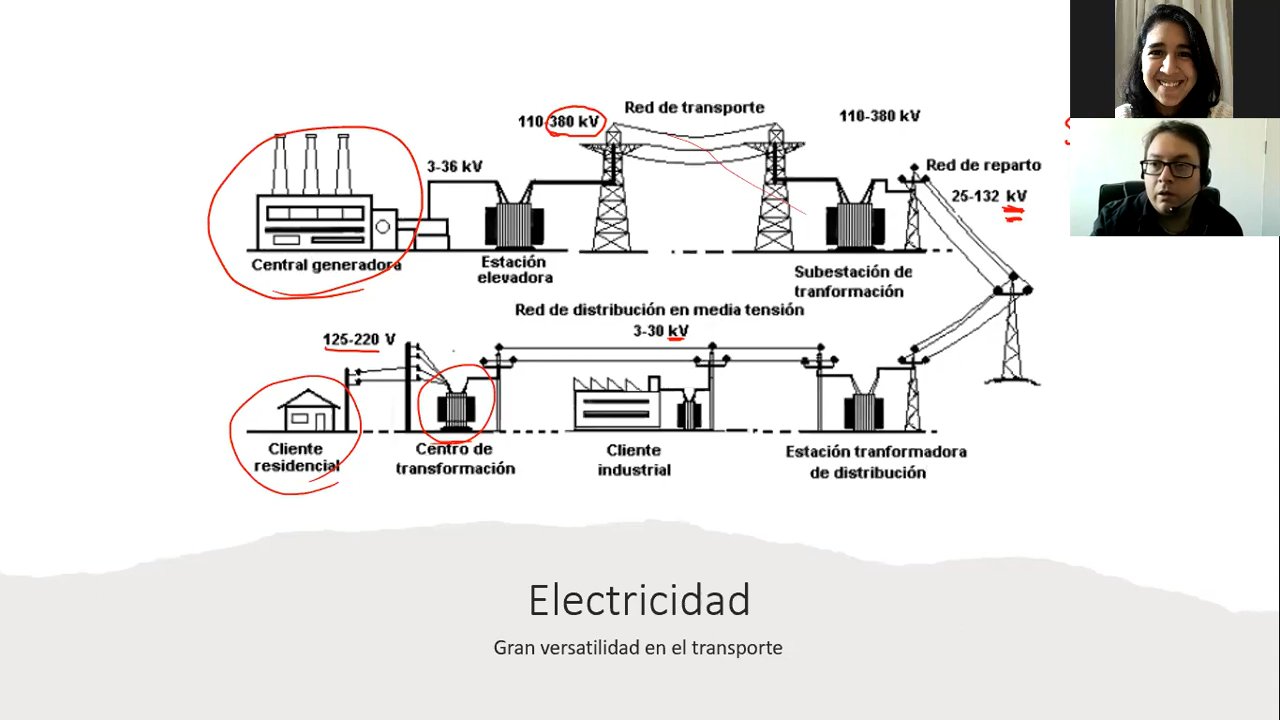 Red de transporte
110-380 kV
110-380 kV
3-36 kV
Red de reparto
25-132 kV
Central generadora
Estación
elevadora
Subestación de
tranformación
Red de distribución en media tensión
3-30 kV
125-220 V
Cliente
residencial
Centro de
transformación
Cliente
industrial
Estación tranformadora
de distribución
Electricidad
Gran versatilidad en el transporte